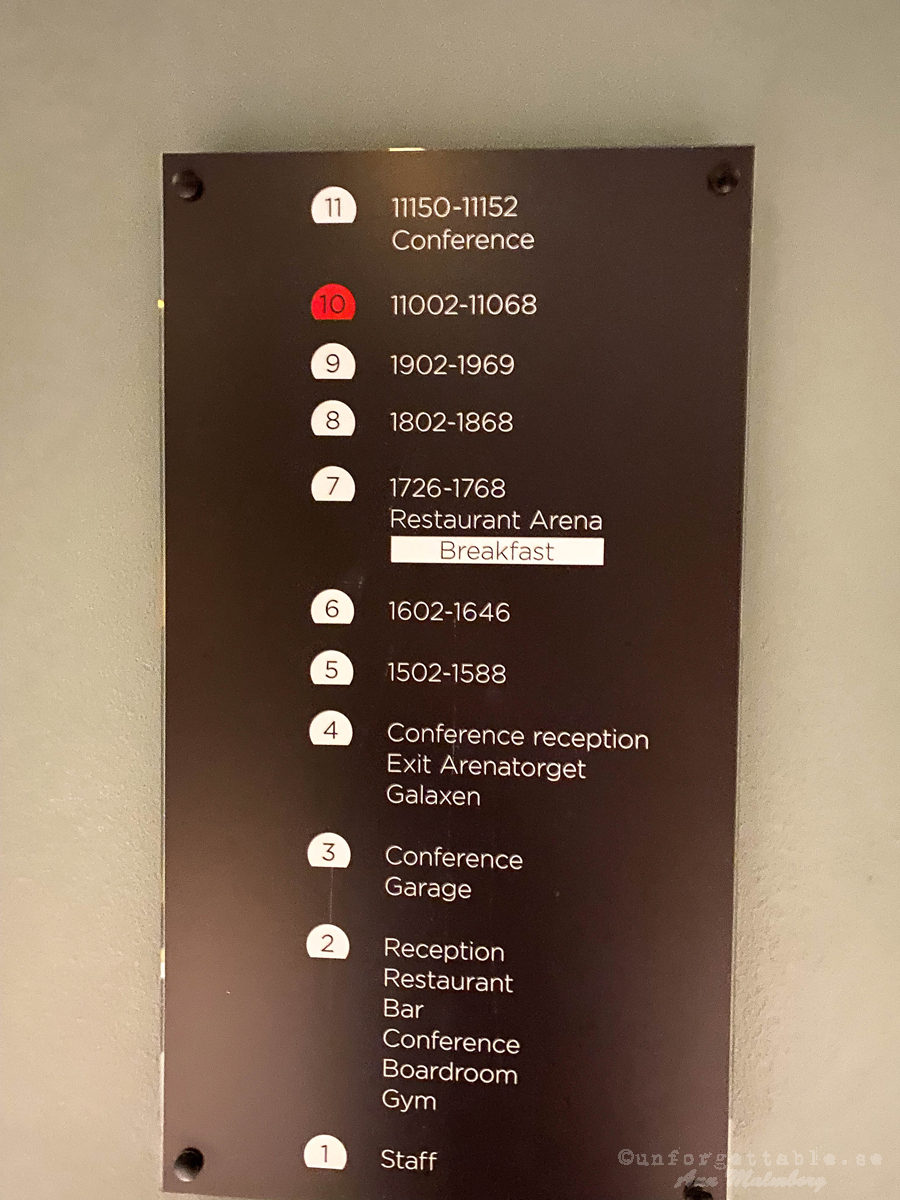 11 11150-11152
Conference
10 11002-11068
9 1902-1969
8 1802-1868
7 1726-1768
Restaurant Arena
Breakfast
6 1602-1646
5 1502-1588
4 Conference reception
Exit Arenatorget
Galaxen
3 Conference
Garage
2 Reception
Restaurant
Bar
Conference
Boardroom
Gym
1 Staff
©unforgettable.se
Ann Malmberg